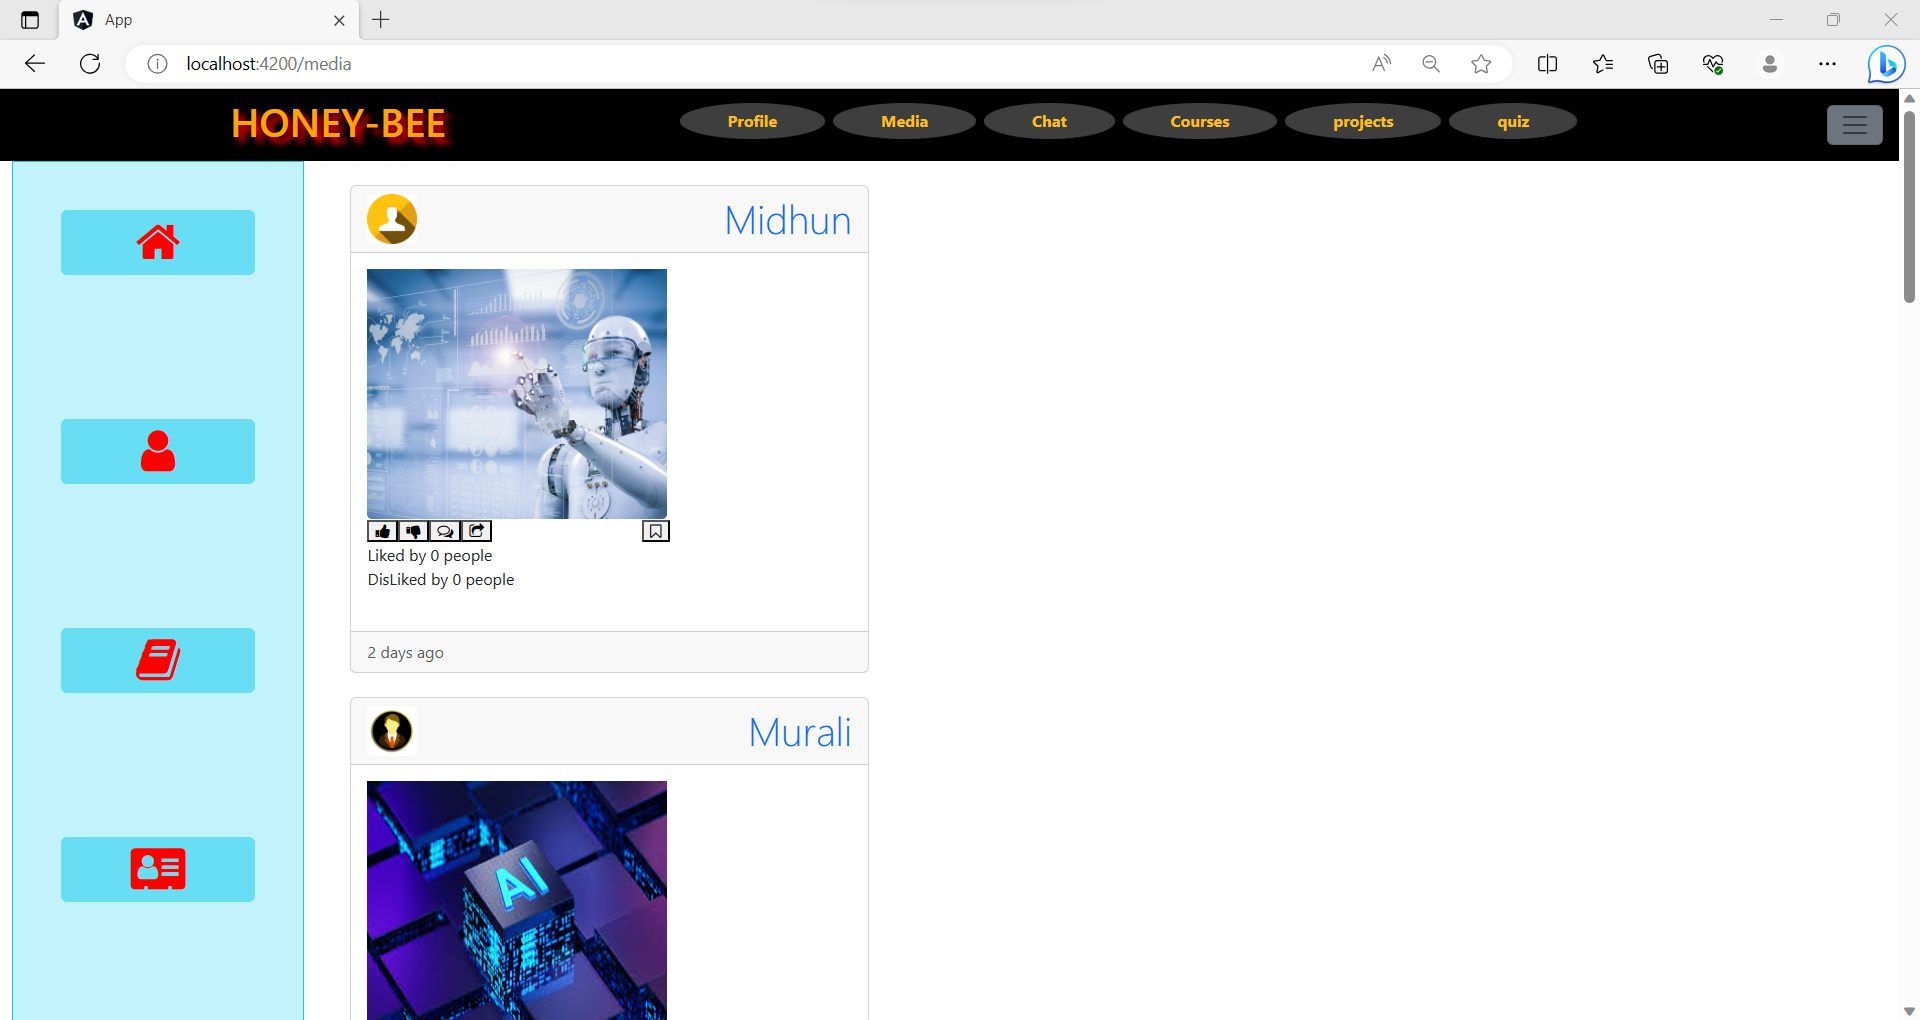 App
localhost:4200/media
HONEY-BEE
Profile Media Chat Courses projects quiz
Midhun
Liked by 0 people
DisLiked by 0 people
2 days ago
Murali
AI